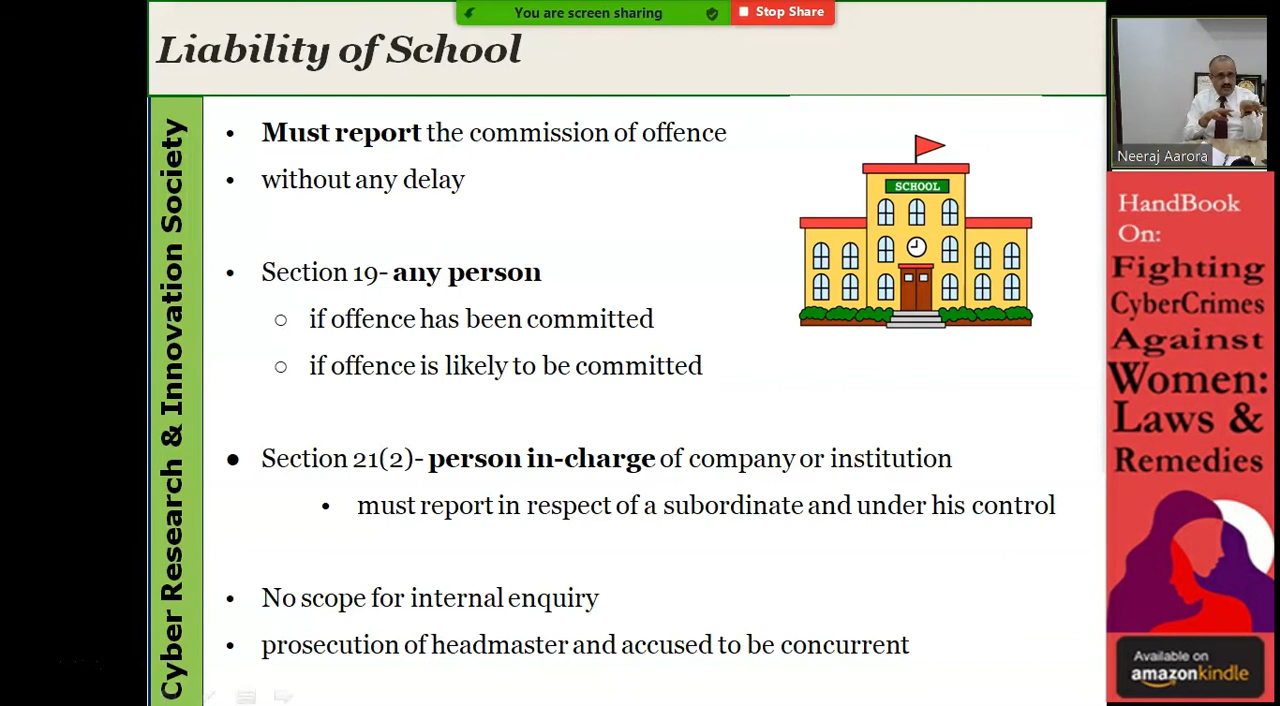 You are screen sharing
Stop Share
Liability of School
Cyber Research & Innovation Society
• Must report the commission of offence
• without any delay
• Section 19- any person
○ if offence has been committed
○ if offence is likely to be committed
● Section 21(2)- person in-charge of company or institution
• must report in respect of a subordinate and under his control
• No scope for internal enquiry
• prosecution of headmaster and accused to be concurrent
SCHOOL
Neeraj Aarora
HandBook
On:
Fighting
CyberCrimes
Against
Women:
Laws &
Remedies
Available on
amazonkindle